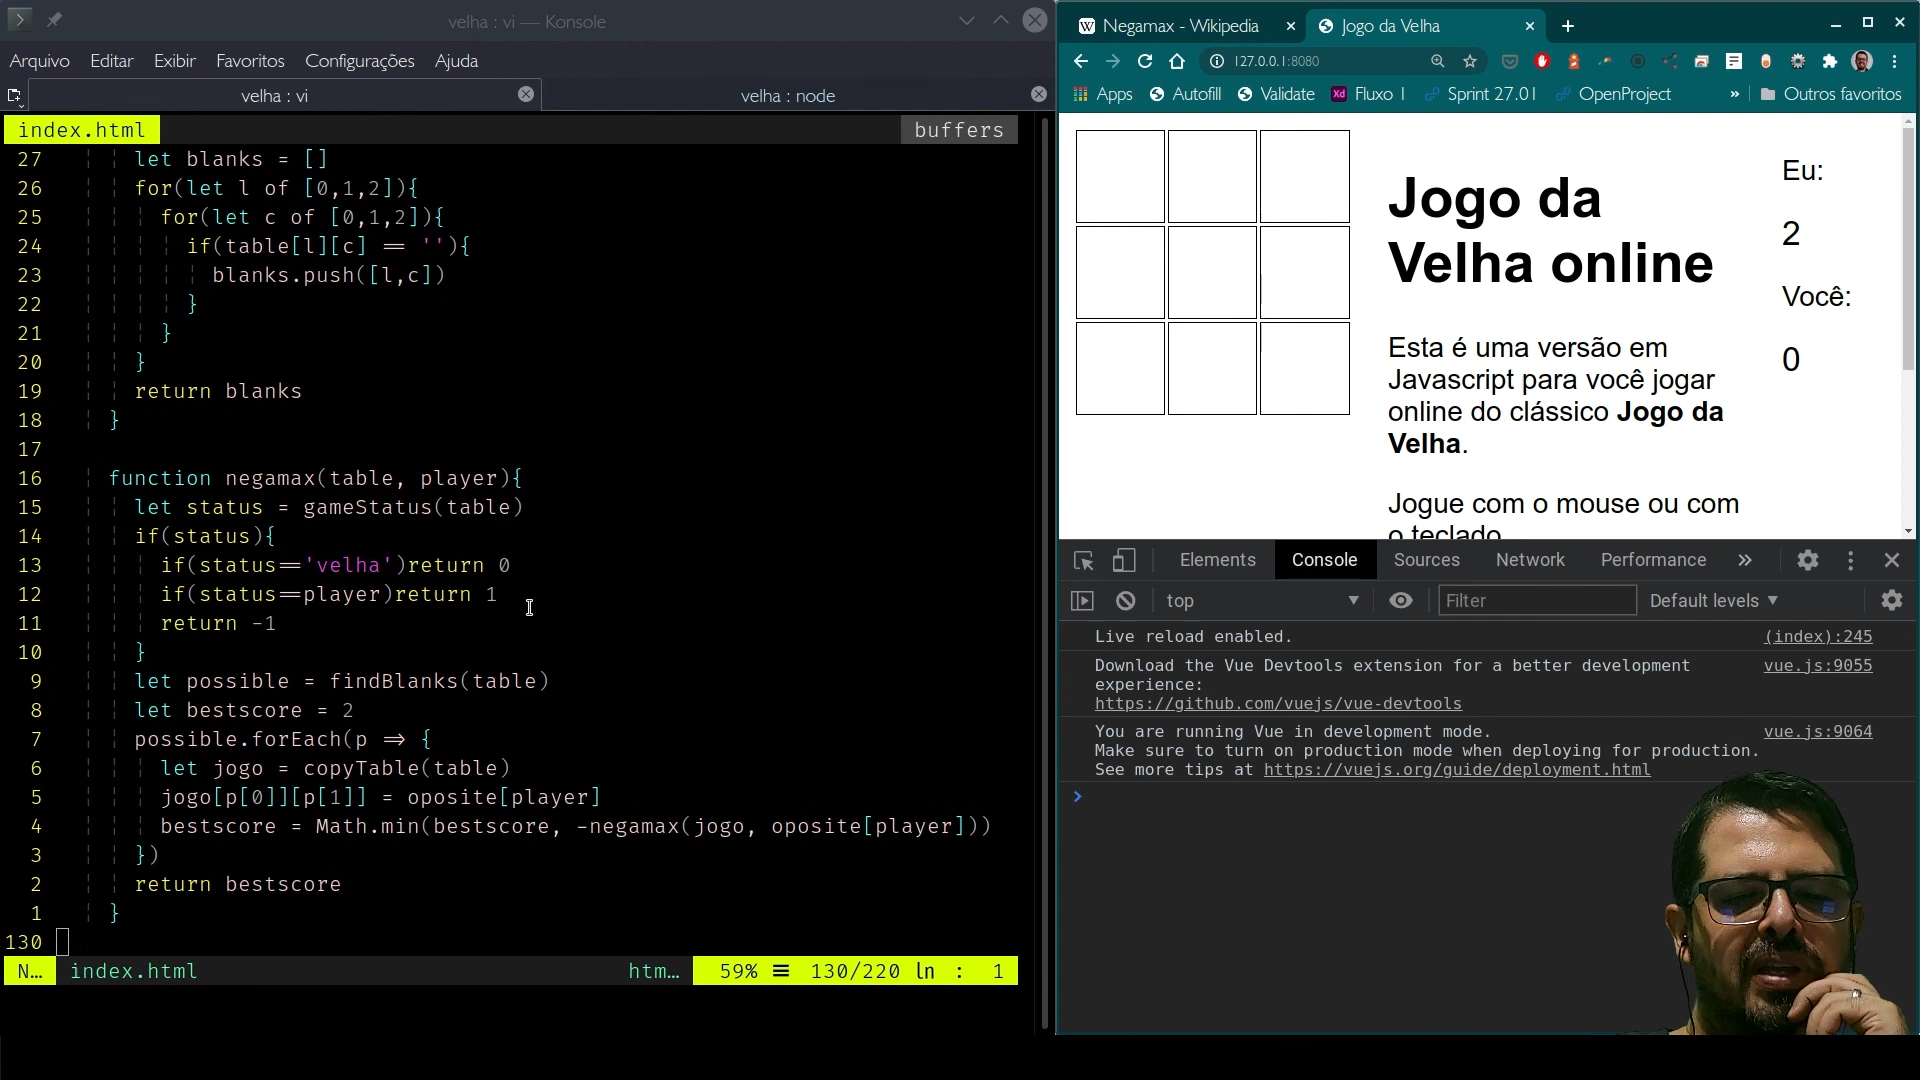 velha : vi — Konsole
Arquivo Editar Exibir Favoritos Configurações Ajuda
velha : vi
velha : node
index.html
buffers
27 let blanks = []
26 for(let l of [0,1,2]){
25 for(let c of [0,1,2]){
24 if(table[l][c] == ''){
23 blanks.push([l,c])
22 }
21 }
20 }
19 return blanks
18 }
17
16 function negamax(table, player){
15 let status = gameStatus(table)
14 if(status){
13 if(status=='velha')return 0
12 if(status==player)return 1
11 return -1
10 }
9 let possible = findBlanks(table)
8 let bestscore = 2
7 possible.forEach(p => {
6 let jogo = copyTable(table)
5 jogo[p[0]][p[1]] = oposite[player]
4 bestscore = Math.min(bestscore, -negamax(jogo, oposite[player]))
3 })
2 return bestscore
1 }
130
N… index.html htm… 59% ≡ 130/220 ln : 1
Negamax - Wikipedia
Jogo da Velha
127.0.0.1:8080
Apps Autofill Validate Fluxo | Sprint 27.01 OpenProject » Outros favoritos
Jogo da
Velha online
Esta é uma versão em
Javascript para você jogar
online do clássico Jogo da
Velha.
Jogue com o mouse ou com
o teclado
Eu:
2
Você:
0
Elements Console Sources Network Performance »
top Filter Default levels
Live reload enabled. (index):245
Download the Vue Devtools extension for a better development vue.js:9055
experience:
https://github.com/vuejs/vue-devtools
You are running Vue in development mode. vue.js:9064
Make sure to turn on production mode when deploying for production.
See more tips at https://vuejs.org/guide/deployment.html